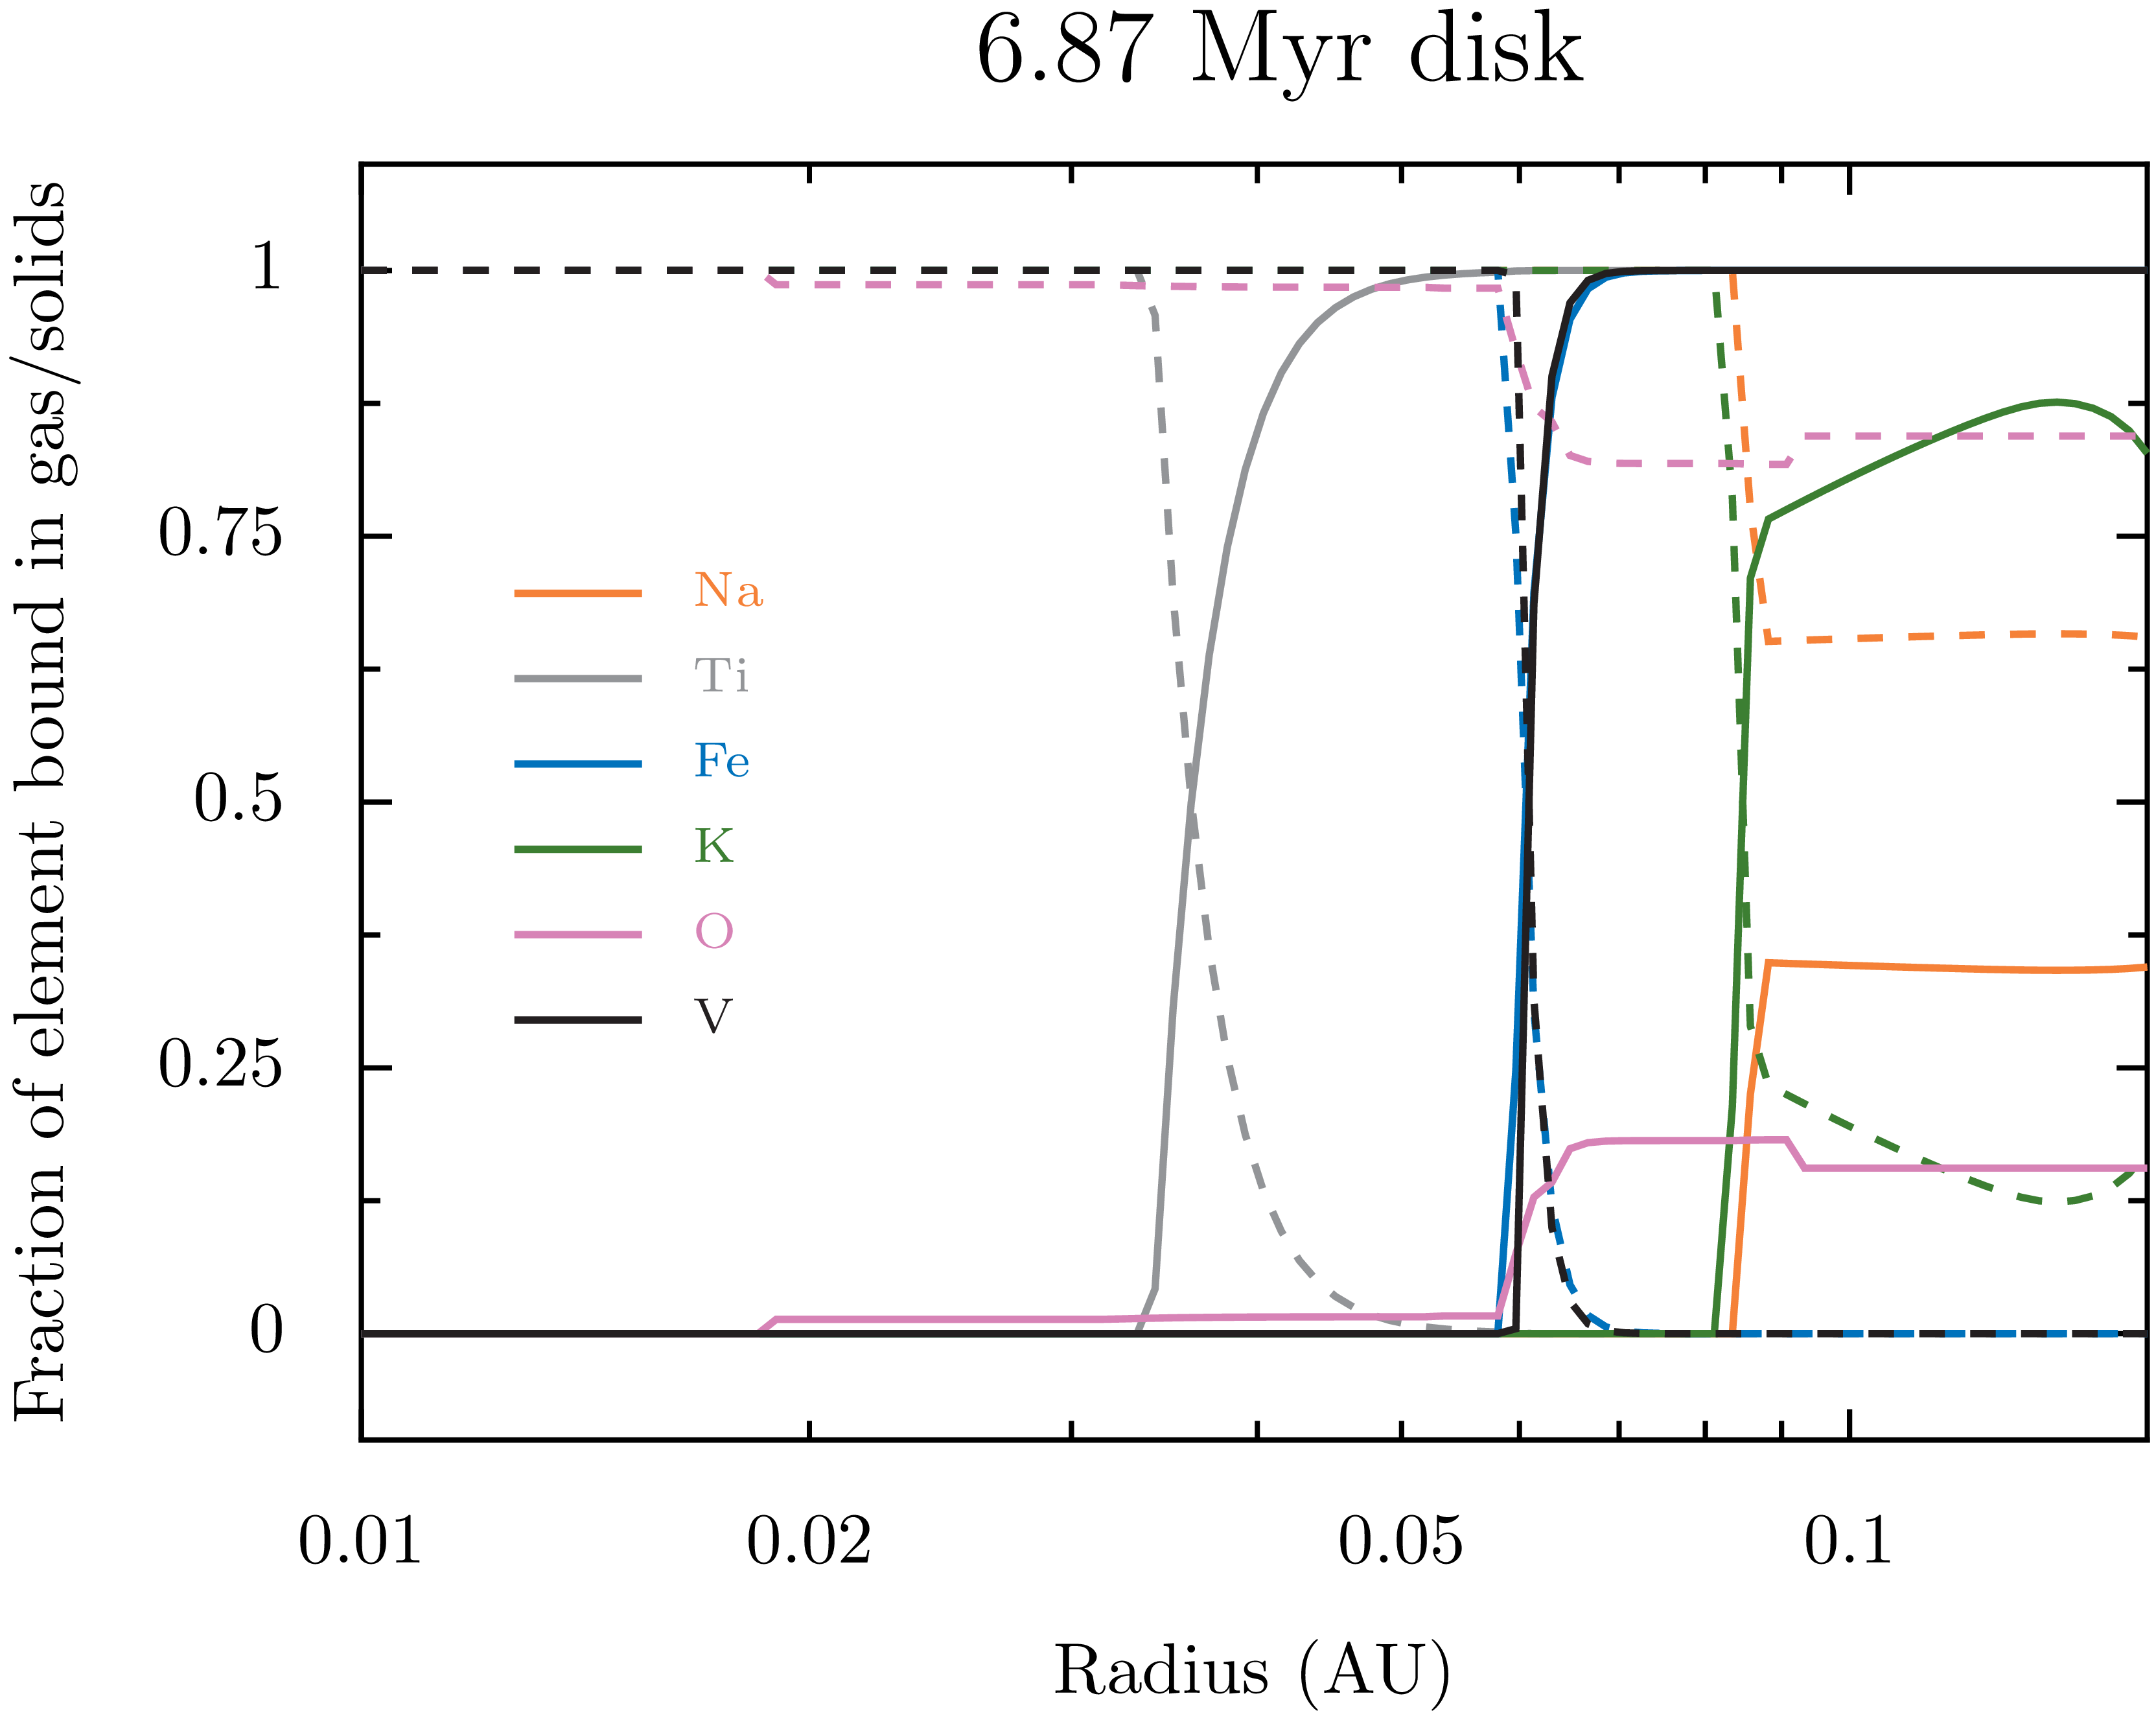 6.87 Myr disk
Fraction of element bound in gas/solids
1
0.75
0.5
0.25
0
Na
Ti
Fe
K
O
V
0.01 0.02 0.05 0.1
Radius (AU)